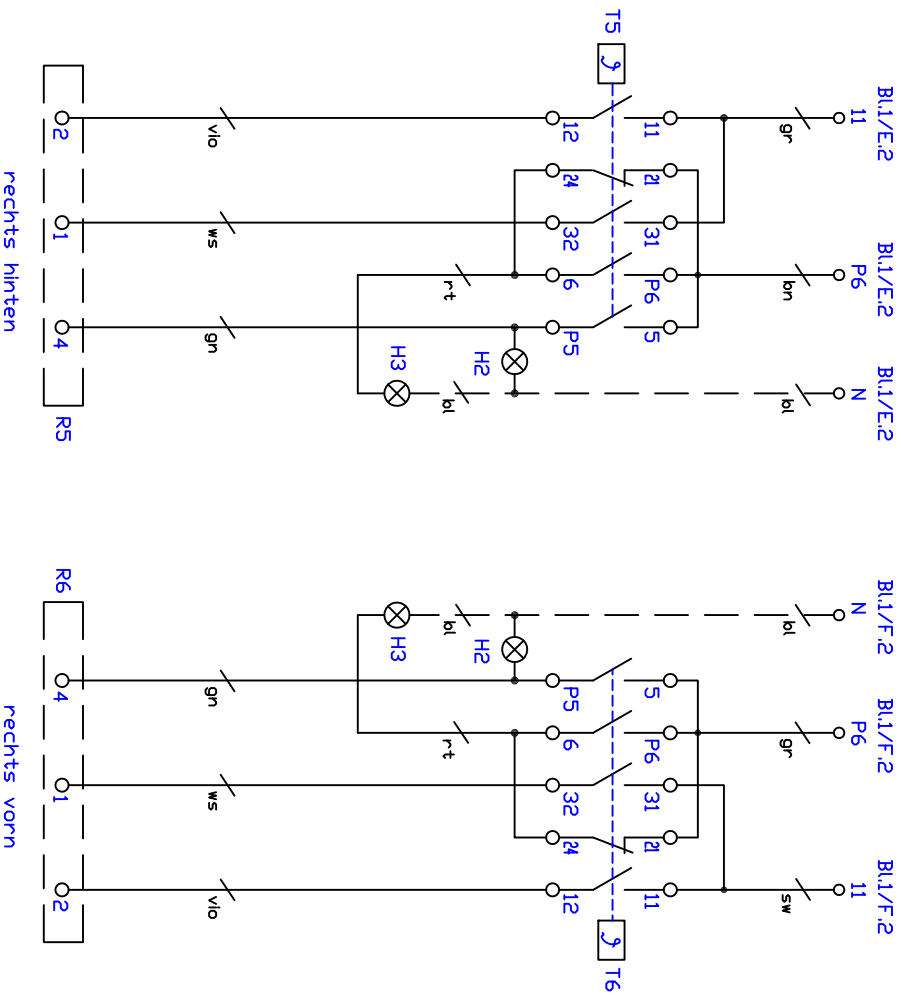 Bl.1/E.2 Bl.1/E.2 Bl.1/E.2 Bl.1/F.2 Bl.1/F.2 Bl.1/F.2
11 P6 N N P6 11
gr bn bl bl gr sw
11 21 31 P6 5 5 P6 31 21 11
T5 ϑ ϑ T6
12 24 32 6 P5 P5 6 32 24 12
H2 H2
rt bl bl rt
H3 H3
vio ws gn gn ws vio
2 1 4 R5 R6 4 1 2
rechts hinten rechts vorn